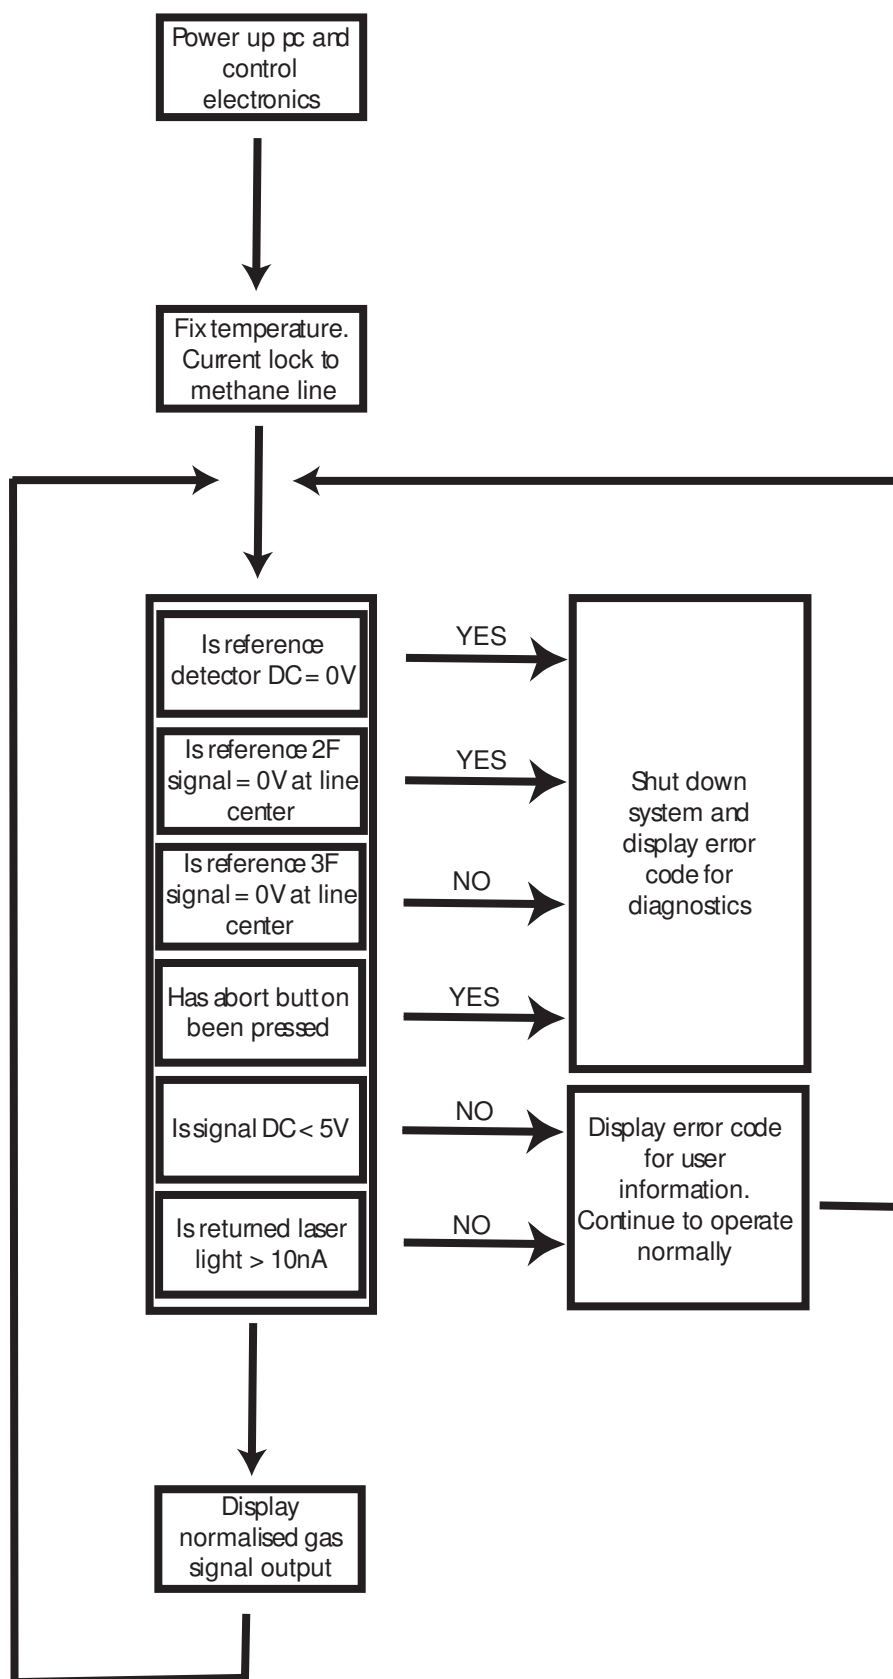 Power up pc and
control
electronics
Fix temperature.
Current lock to
methane line
Is reference
detector DC = 0V
YES
Is reference 2F
signal = 0V at line
center
YES
Is reference 3F
signal = 0V at line
center
NO
Has abort button
been pressed
YES
Shut down
system and
display error
code for
diagnostics
Is signal DC < 5V
NO
Is returned laser
light > 10nA
NO
Display error code
for user
information.
Continue to operate
normally
Display
normalised gas
signal output